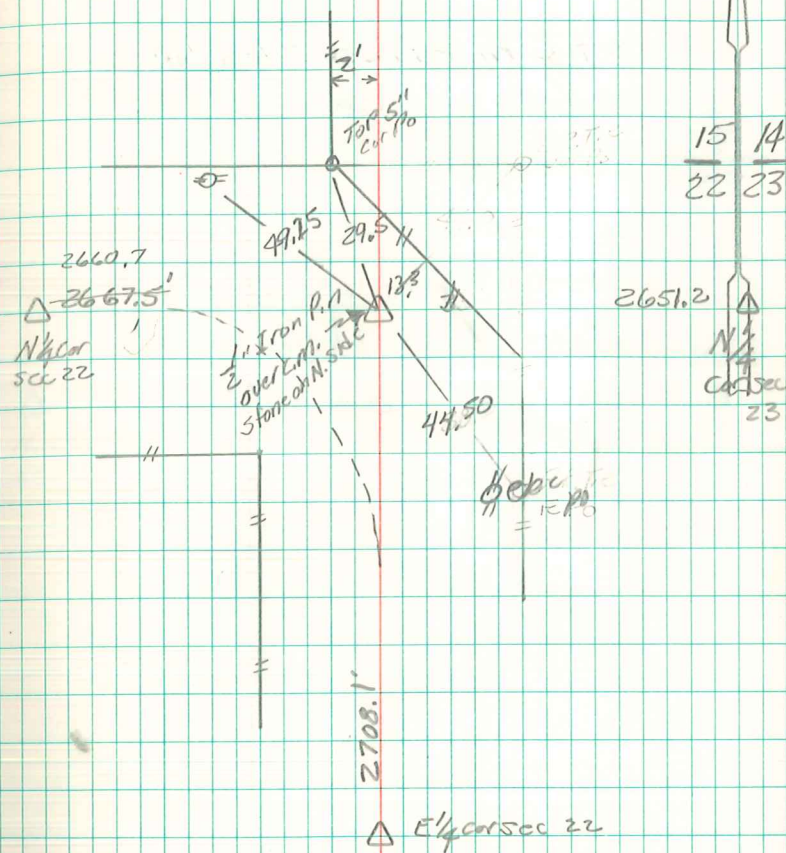 2'
Top 5"
cor po
15 14
22 23
49.25
29.5
2660.7
2667.5'
N 1/4 cor
sec 22
1/2" Iron Pin
over Lm.
stone on N. side
2651.2
N 1/4
Cor sec
23
44.50
po
2708.1'
E 1/4 cor sec 22